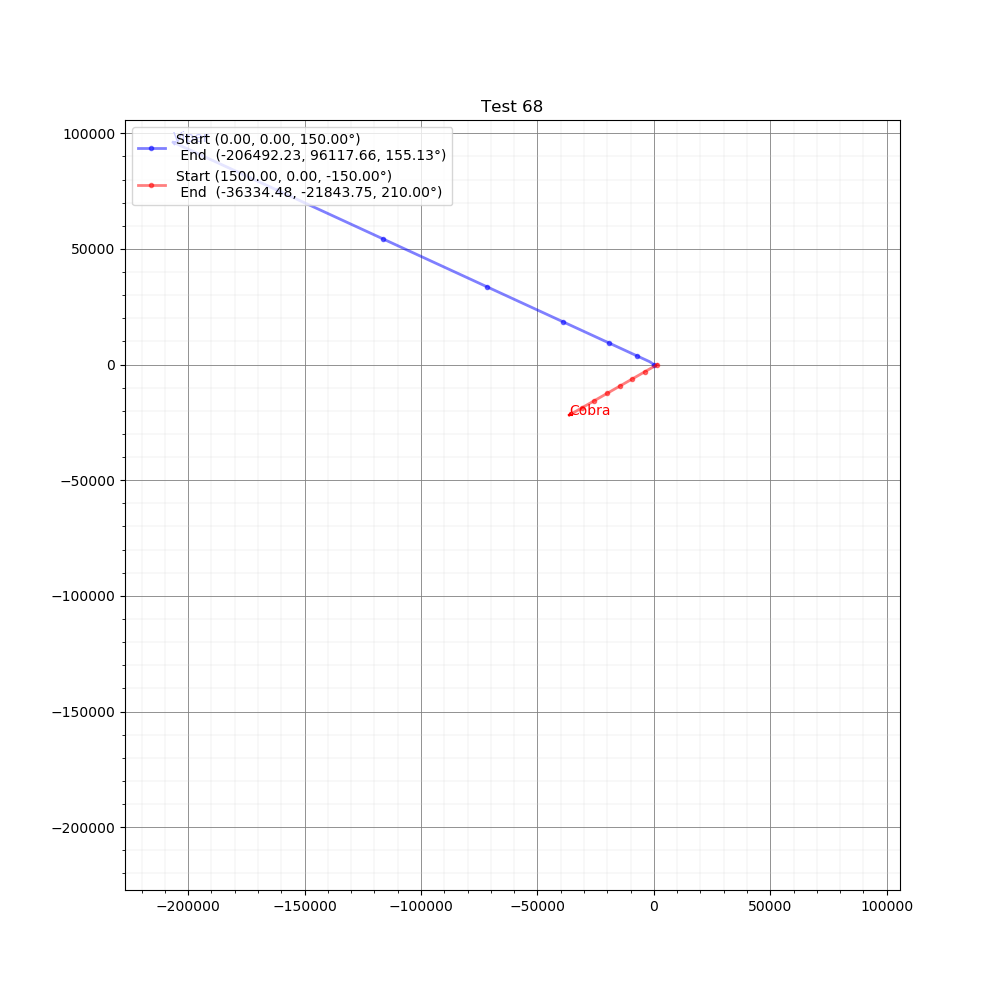 Test 68
Start (0.00, 0.00, 150.00°)
End (-206492.23, 96117.66, 155.13°)
Start (1500.00, 0.00, -150.00°)
End (-36334.48, -21843.75, 210.00°)
100000
50000
0
−50000
−100000
−150000
−200000
Cobra
−200000
−150000
−100000
−50000
0
50000
100000